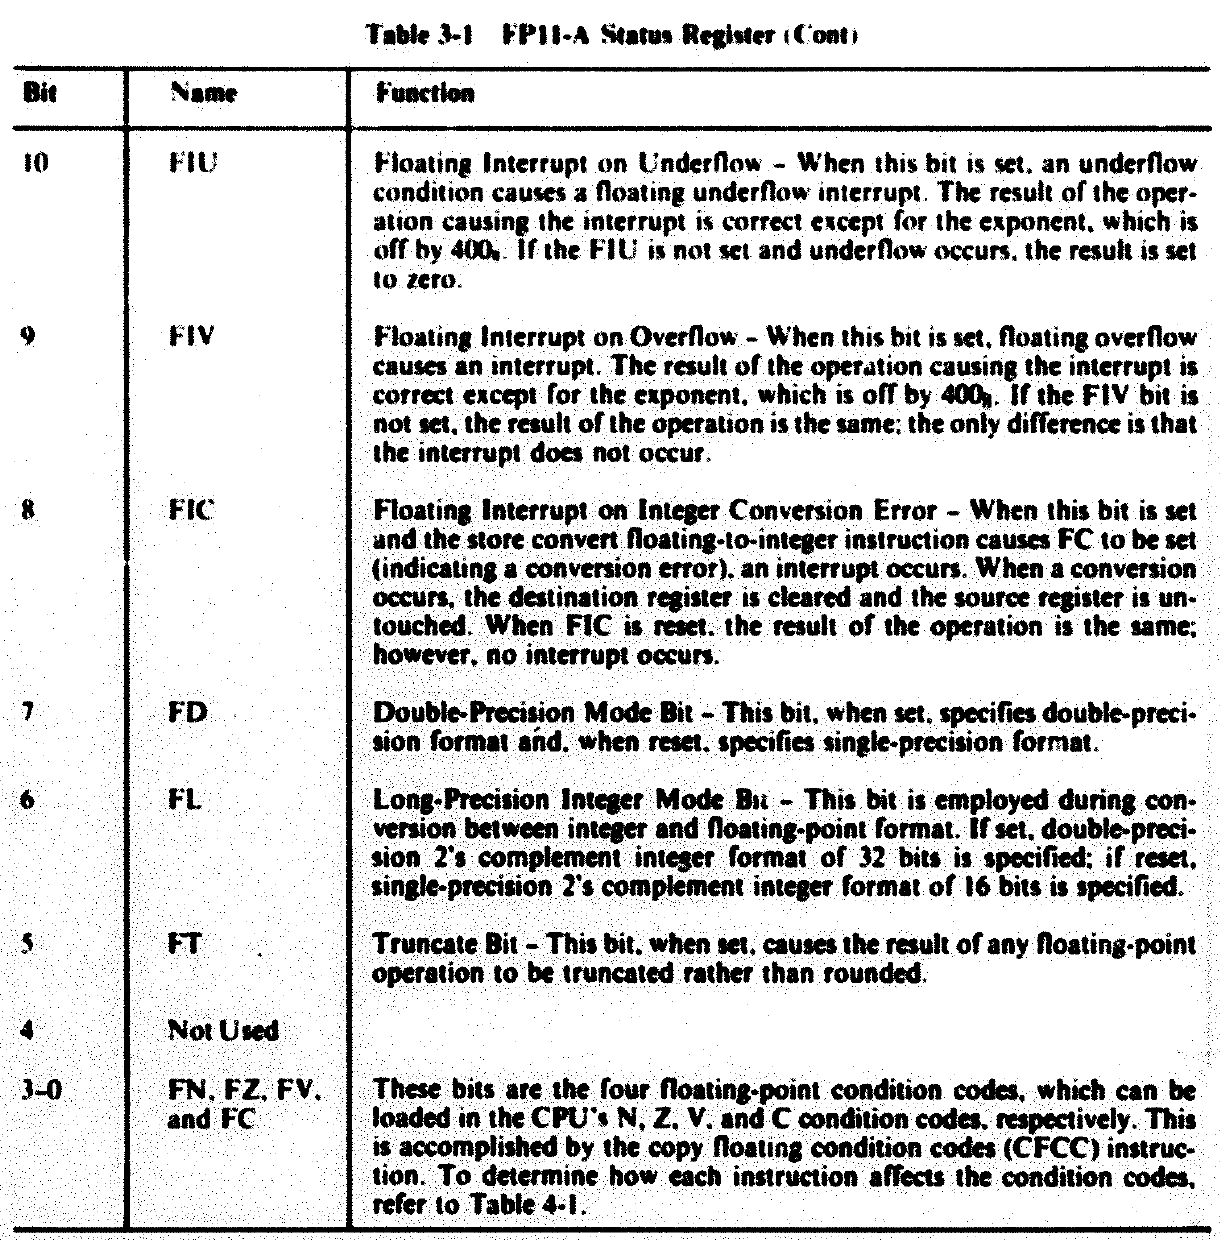 Table 3-1 FP11-A Status Register (Cont)
Bit Name Function
10 FIU Floating Interrupt on Underflow – When this bit is set, an underflow
condition causes a floating underflow interrupt. The result of the oper-
ation causing the interrupt is correct except for the exponent, which is
off by 400₈. If the FIU is not set and underflow occurs, the result is set
to zero.
9 FIV Floating Interrupt on Overflow – When this bit is set, floating overflow
causes an interrupt. The result of the operation causing the interrupt is
correct except for the exponent, which is off by 400₈. If the FIV bit is
not set, the result of the operation is the same; the only difference is that
the interrupt does not occur.
8 FIC Floating Interrupt on Integer Conversion Error – When this bit is set
and the store convert floating-to-integer instruction causes FC to be set
(indicating a conversion error), an interrupt occurs. When a conversion
occurs, the destination register is cleared and the source register is un-
touched. When FIC is reset, the result of the operation is the same;
however, no interrupt occurs.
7 FD Double-Precision Mode Bit – This bit, when set, specifies double-preci-
sion format and, when reset, specifies single-precision format.
6 FL Long-Precision Integer Mode Bit – This bit is employed during con-
version between integer and floating-point format. If set, double-preci-
sion 2's complement integer format of 32 bits is specified; if reset,
single-precision 2's complement integer format of 16 bits is specified.
5 FT Truncate Bit – This bit, when set, causes the result of any floating-point
operation to be truncated rather than rounded.
4 Not Used
3–0 FN, FZ, FV, These bits are the four floating-point condition codes, which can be
and FC loaded in the CPU's N, Z, V, and C condition codes, respectively. This
is accomplished by the copy floating condition codes (CFCC) instruc-
tion. To determine how each instruction affects the condition codes,
refer to Table 4-1.